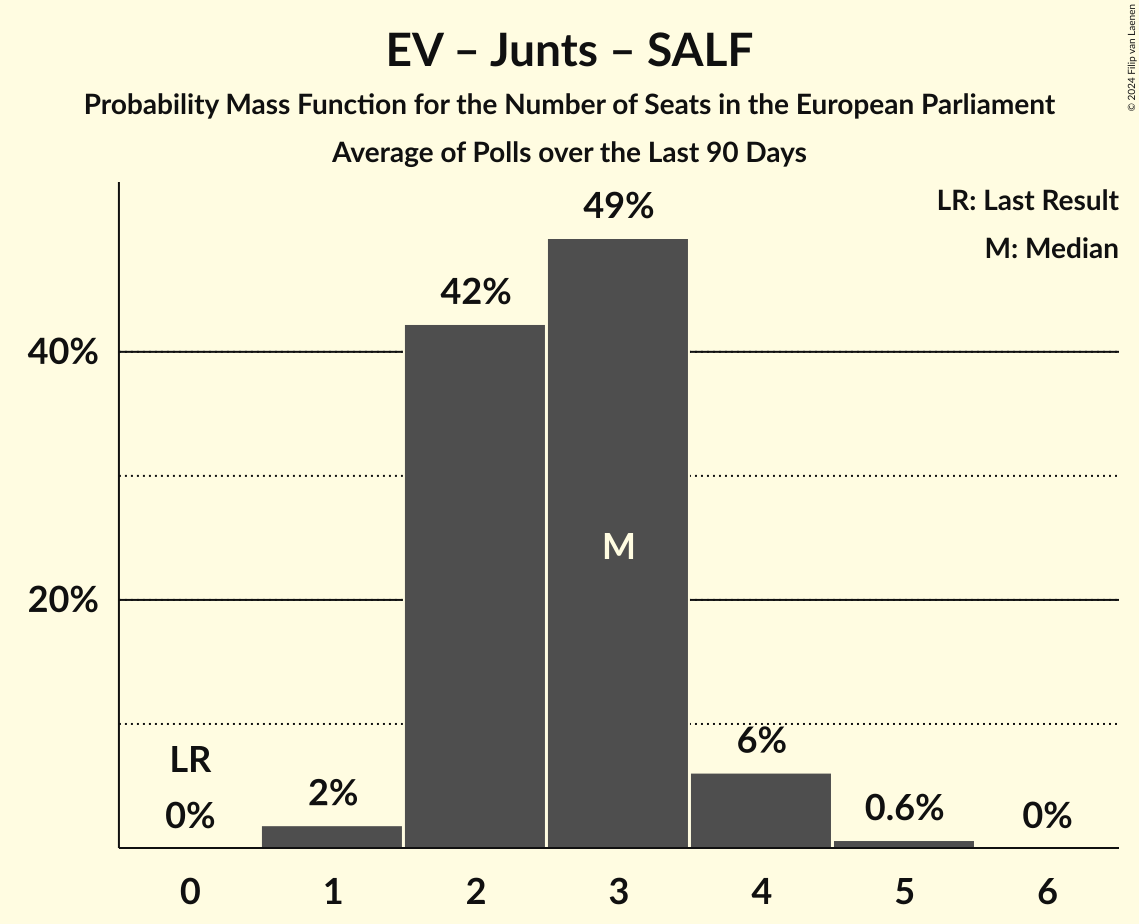 EV – Junts – SALF
Probability Mass Function for the Number of Seats in the European Parliament
Average of Polls over the Last 90 Days
© 2024 Filip van Laenen
LR: Last Result
M: Median
49%
42%
40%
M
20%
LR
0%
2%
6%
0.6%
0%
0 1 2 3 4 5 6